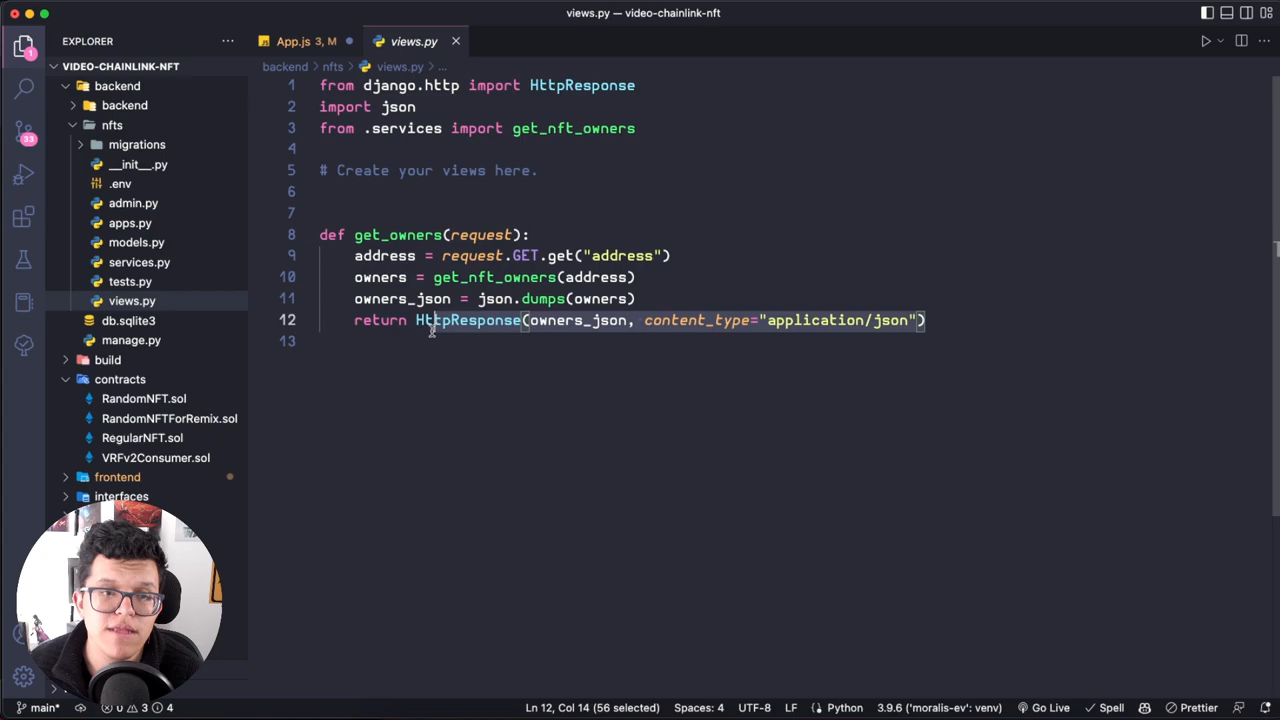 views.py — video-chainlink-nft
EXPLORER
App.js 3, M
views.py
VIDEO-CHAINLINK-NFT
backend
backend
nfts
migrations
__init__.py
.env
admin.py
apps.py
models.py
services.py
tests.py
views.py
db.sqlite3
manage.py
build
contracts
RandomNFT.sol
RandomNFTForRemix.sol
RegularNFT.sol
VRFv2Consumer.sol
frontend
interfaces
1
33
backend > nfts > views.py > ...
1 from django.http import HttpResponse
2 import json
3 from .services import get_nft_owners
4
5 # Create your views here.
6
7
8 def get_owners(request):
9 address = request.GET.get("address")
10 owners = get_nft_owners(address)
11 owners_json = json.dumps(owners)
12 return HttpResponse(owners_json, content_type="application/json")
13
main* 0 3 4 Ln 12, Col 14 (56 selected) Spaces: 4 UTF-8 LF Python 3.9.6 ('moralis-ev': venv) Go Live Spell Prettier